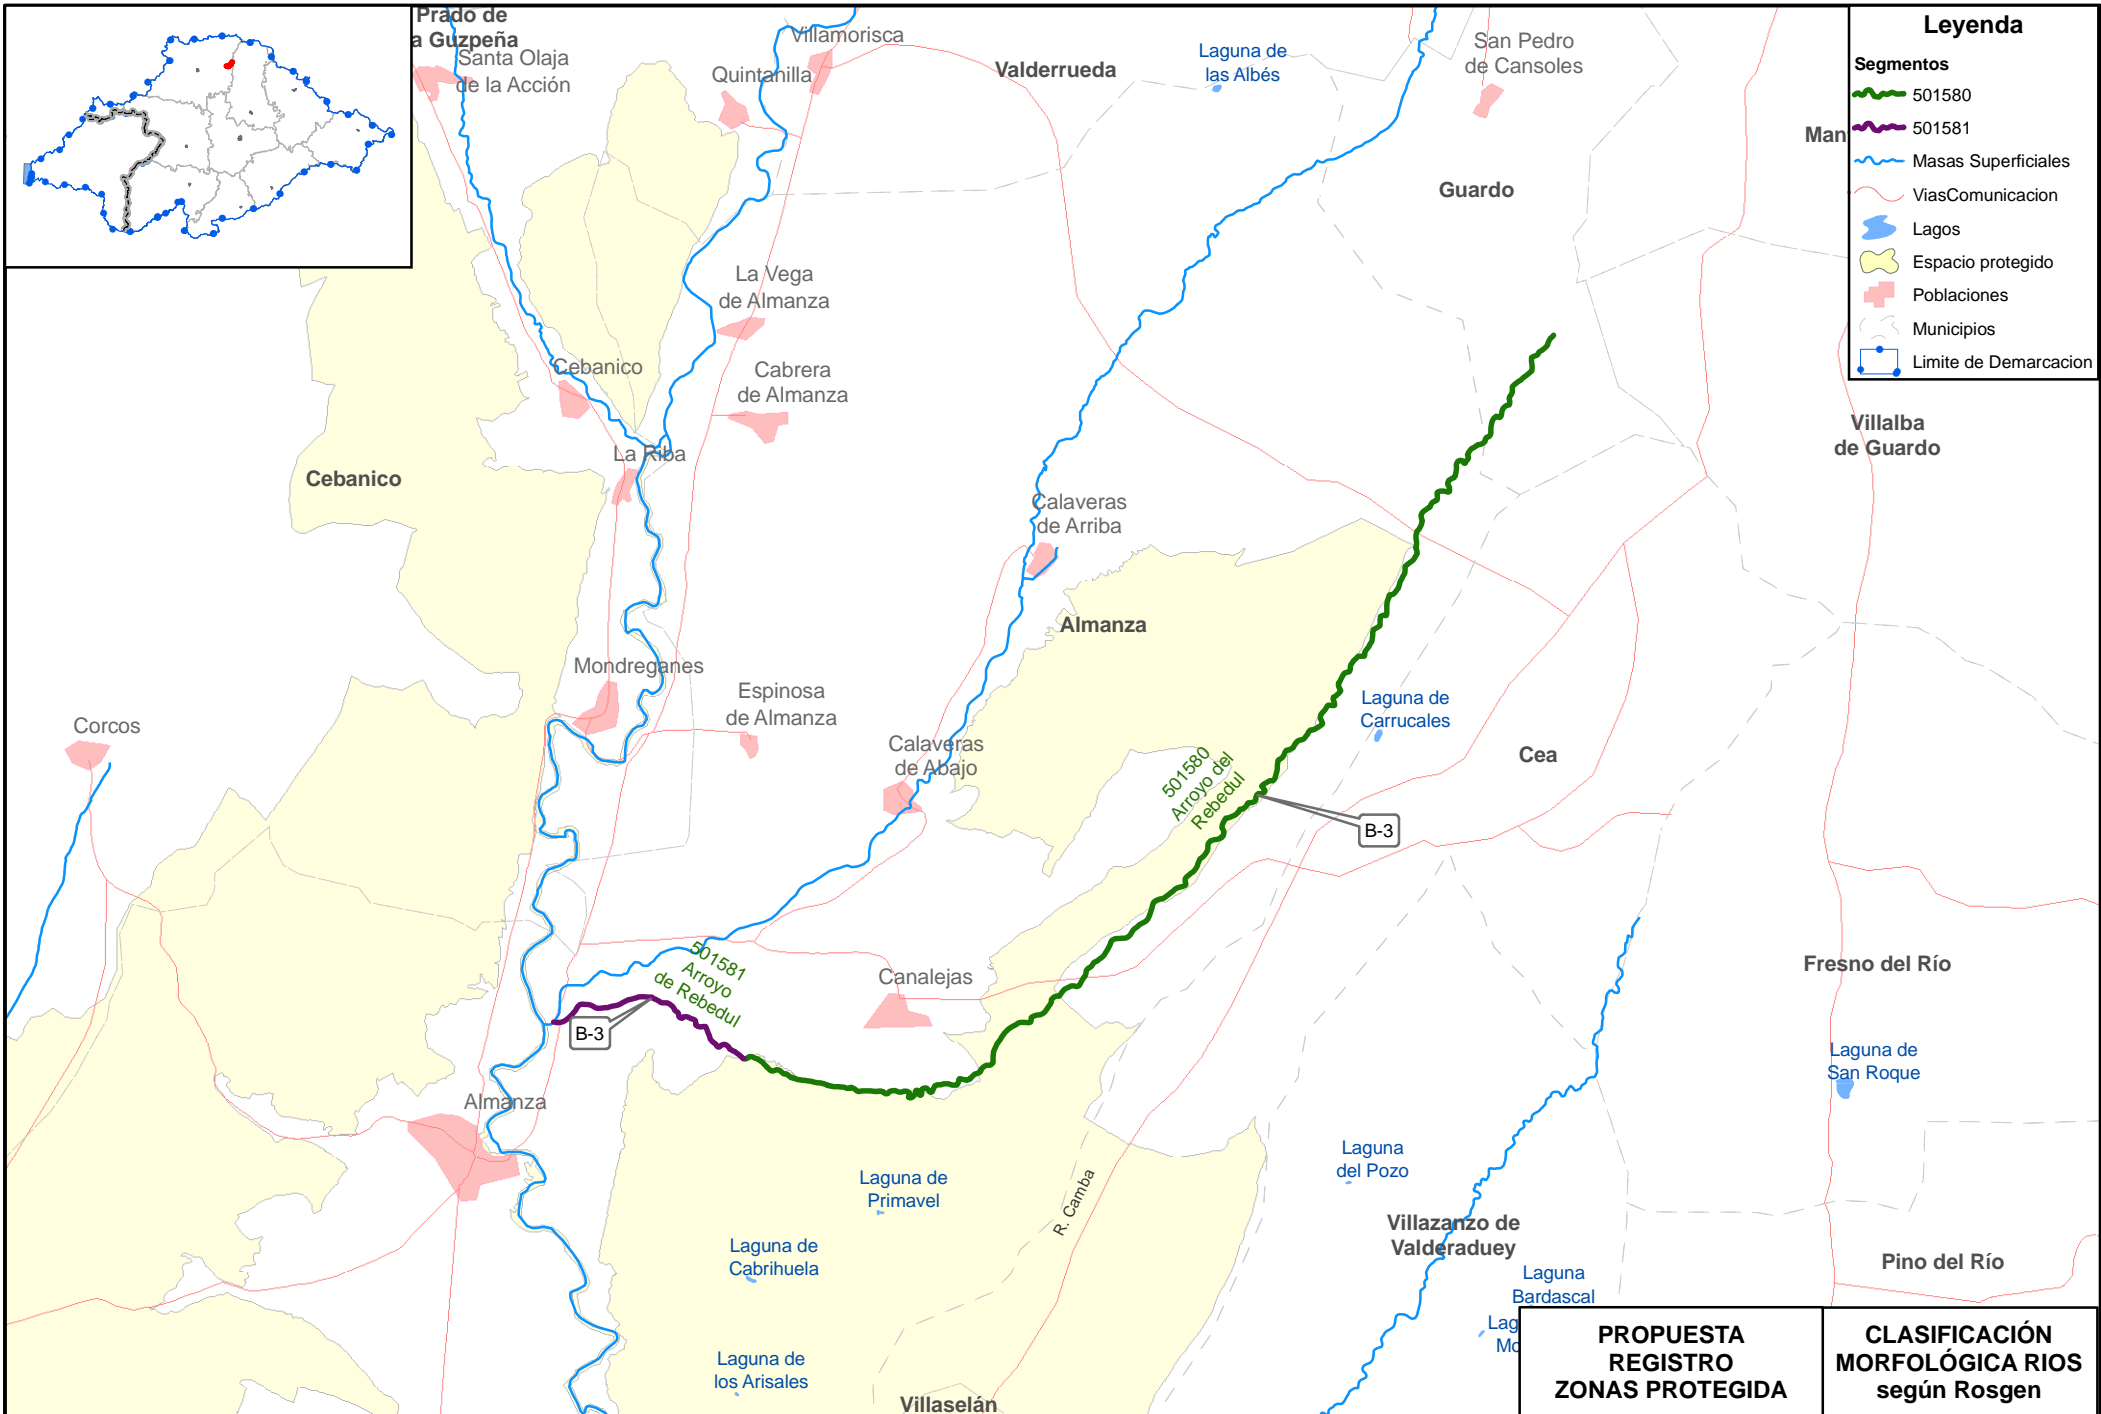 Prado de
a Guzpeña
Santa Olaja
de la Acción
Villamorisca
Quintanilla
Valderrueda
Laguna de
las Albés
San Pedro
de Cansoles
Guardo
Man
Leyenda
Segmentos
501580
501581
Masas Superficiales
ViasComunicacion
Lagos
Espacio protegido
Poblaciones
Municipios
Limite de Demarcacion
La Vega
de Almanza
Cebanico
Cabrera
de Almanza
La Riba
Cebanico
Villalba
de Guardo
Calaveras
de Arriba
Almanza
Mondreganes
Espinosa
de Almanza
Corcos
Calaveras
de Abajo
Laguna de
Carrucales
Cea
501580
Arroyo del
Rebedul
B-3
501581
Arroyo
de Rebedul
B-3
Canalejas
Fresno del Río
Laguna de
San Roque
Almanza
Laguna de
Primavel
R. Camba
Laguna
del Pozo
Villazanzo de
Valderaduey
Laguna de
Cabrihuela
Laguna
Bardascal
Pino del Río
Lag
Mo
Laguna de
los Arisales
Villaselán
PROPUESTA
REGISTRO
ZONAS PROTEGIDA
CLASIFICACIÓN
MORFOLÓGICA RIOS
según Rosgen